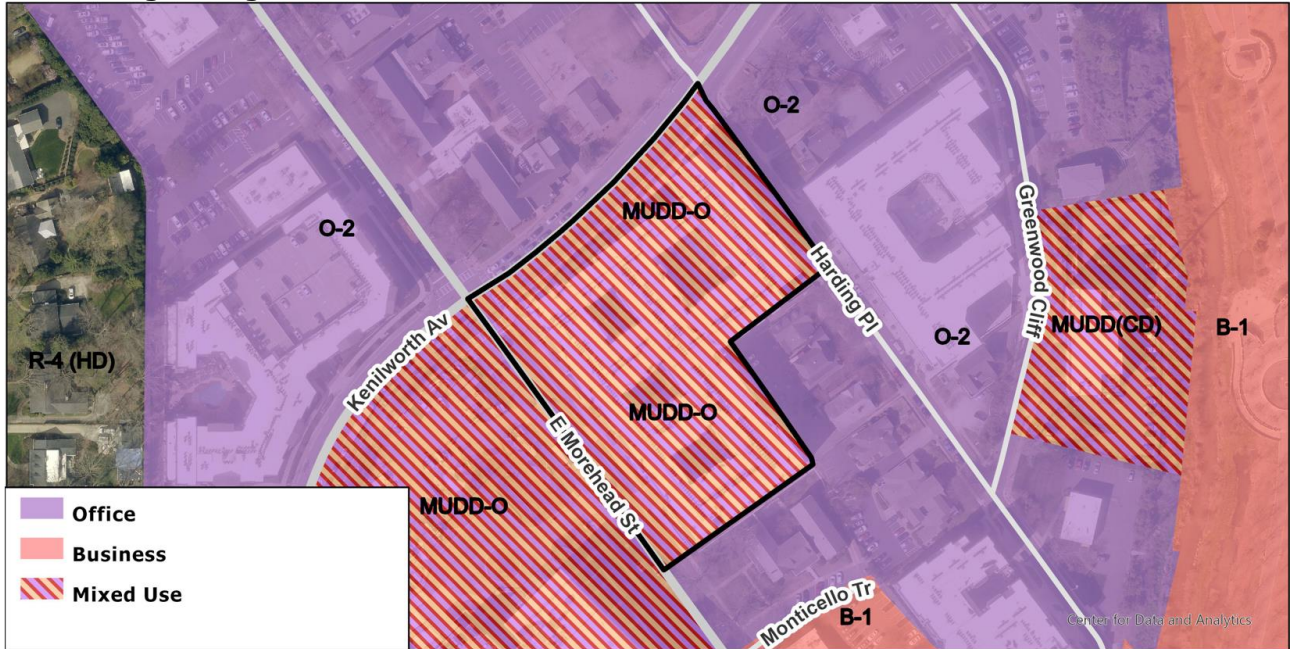 O-2
MUDD-O
O-2
Greenwood Cliff
Harding Pl
Kenilworth Av
MUDD(CD)
B-1
O-2
R-4 (HD)
MUDD-O
E Morehead St
MUDD-O
Office
Business
Mixed Use
Monticello Tr
B-1
Center for Data and Analytics